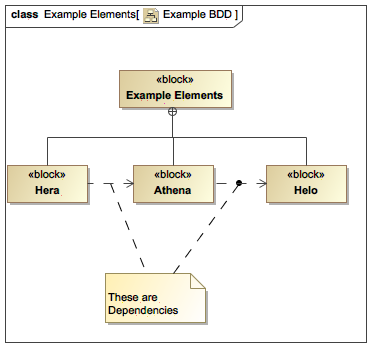 class Example Elements[ Example BDD ]
«block»
Example Elements
«block»
Hera
«block»
Athena
«block»
Helo
These are
Dependencies